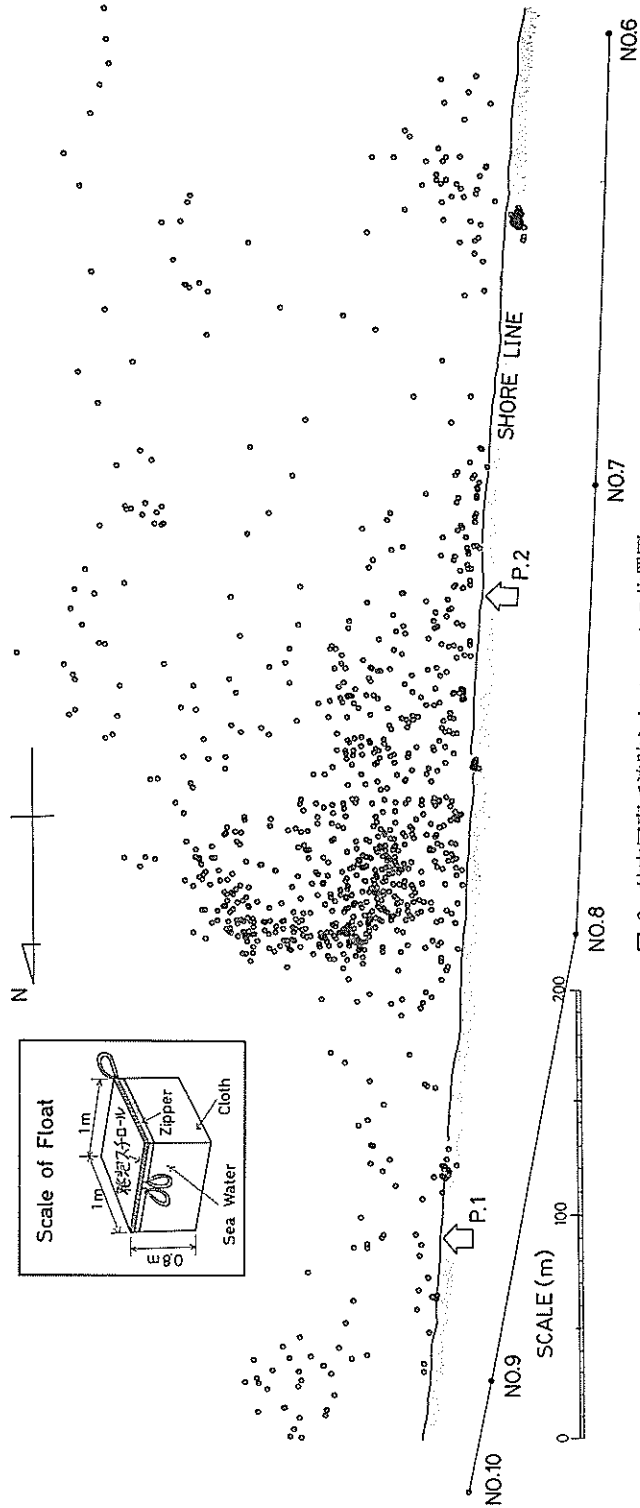 N
Scale of Float
1m
1m
発泡スチロール
0.8m
Zipper
Cloth
Sea Water
SHORE LINE
P.1
P.2
NO.10
NO.9
NO.8
NO.7
NO.6
SCALE (m)
0
100
200